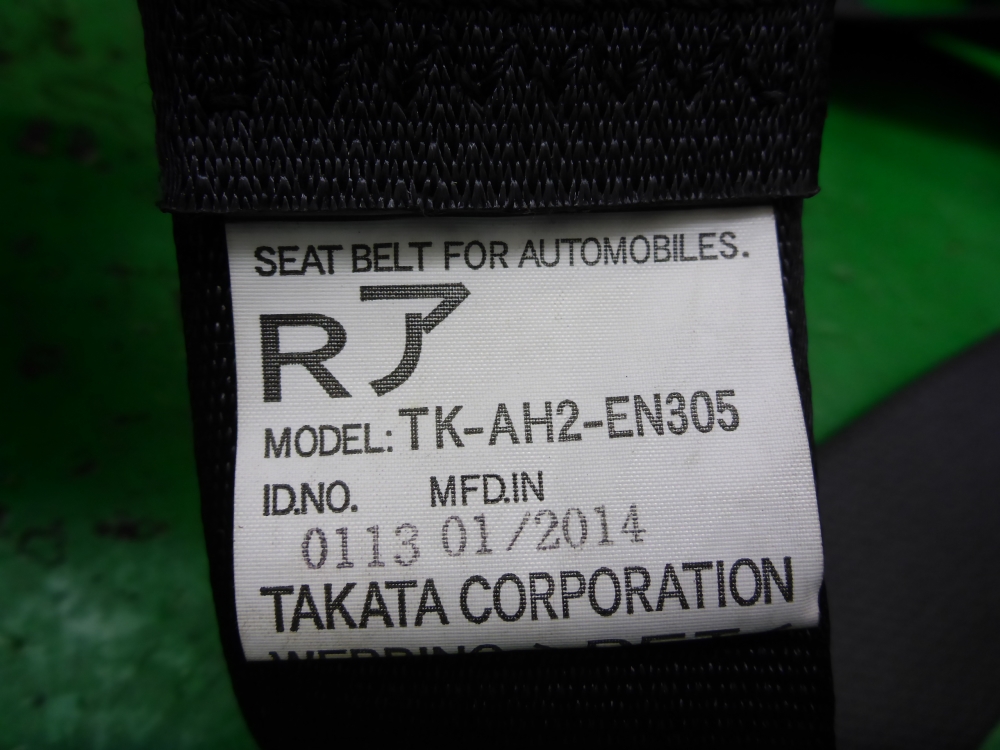 SEAT BELT FOR AUTOMOBILES.
Rア
MODEL: TK-AH2-EN305
ID.NO. MFD.IN
0113 01/2014
TAKATA CORPORATION